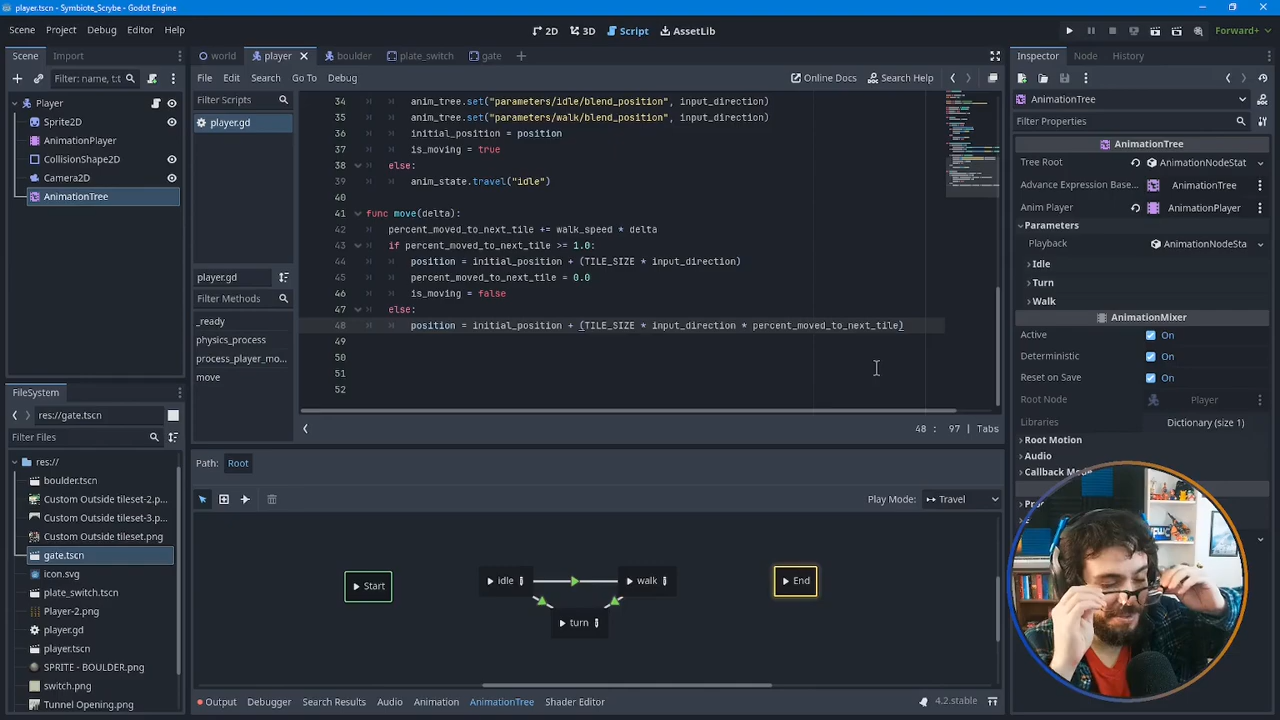 player.tscn - Symbiote_Scrybe - Godot Engine
Scene Project Debug Editor Help
2D 3D Script AssetLib
Forward+
Scene Import
Filter: name, t:t
Player
Sprite2D
AnimationPlayer
CollisionShape2D
Camera2D
AnimationTree
FileSystem
res://gate.tscn
Filter Files
res://
boulder.tscn
Custom Outside tileset-2.p...
Custom Outside tileset-3.p...
Custom Outside tileset.png
gate.tscn
icon.svg
plate_switch.tscn
Player-2.png
player.gd
player.tscn
SPRITE - BOULDER.png
switch.png
Tunnel Opening.png
world player boulder plate_switch gate
File Edit Search Go To Debug
Online Docs Search Help
Filter Scripts
player.gd
player.gd
Filter Methods
_ready
physics_process
process_player_mo...
move
34 anim_tree.set("parameters/idle/blend_position", input_direction)
35 anim_tree.set("parameters/walk/blend_position", input_direction)
36 initial_position = position
37 is_moving = true
38 else:
39 anim_state.travel("idle")
40
41 func move(delta):
42 percent_moved_to_next_tile += walk_speed * delta
43 if percent_moved_to_next_tile >= 1.0:
44 position = initial_position + (TILE_SIZE * input_direction)
45 percent_moved_to_next_tile = 0.0
46 is_moving = false
47 else:
48 position = initial_position + (TILE_SIZE * input_direction * percent_moved_to_next_tile)
49
50
51
52
48 : 97 | Tabs
Path: Root
Play Mode: Travel
Start
idle
walk
turn
End
Output Debugger Search Results Audio Animation AnimationTree Shader Editor
4.2.stable
Inspector Node History
AnimationTree
Filter Properties
AnimationTree
Tree Root AnimationNodeStat
Advance Expression Base... AnimationTree
Anim Player AnimationPlayer
Parameters
Playback AnimationNodeSta
Idle
Turn
Walk
AnimationMixer
Active On
Deterministic On
Reset on Save On
Root Node Player
Libraries Dictionary (size 1)
Root Motion
Audio